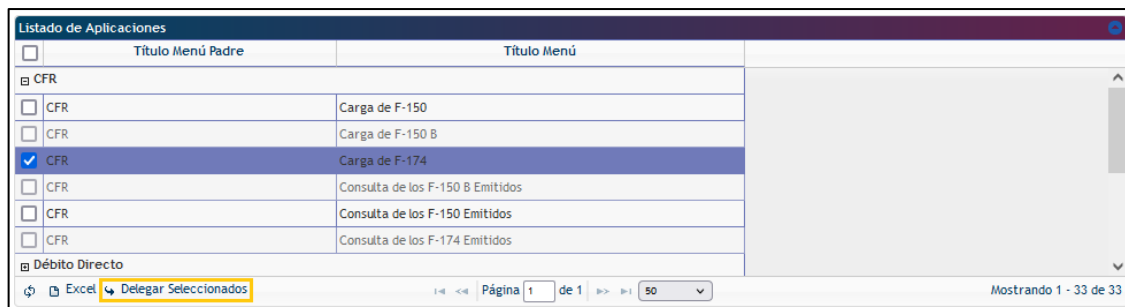 Listado de Aplicaciones
Título Menú Padre Título Menú
CFR
CFR Carga de F-150
CFR Carga de F-150 B
CFR Carga de F-174
CFR Consulta de los F-150 B Emitidos
CFR Consulta de los F-150 Emitidos
CFR Consulta de los F-174 Emitidos
Débito Directo
Excel Delegar Seleccionados Página 1 de 1 50 Mostrando 1 - 33 de 33